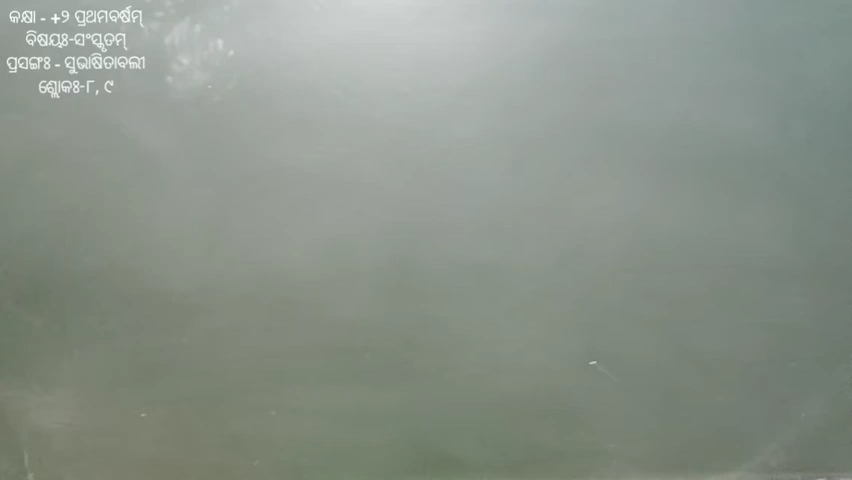 କକ୍ଷା - +୨ ପ୍ରଥମବର୍ଷମ୍
ବିଷୟଃ-ସଂସ୍କୃତମ୍
ପ୍ରସଙ୍ଗଃ - ସୁଭାଷିତାବଲୀ
ଶ୍ଲୋକଃ-୮, ୯